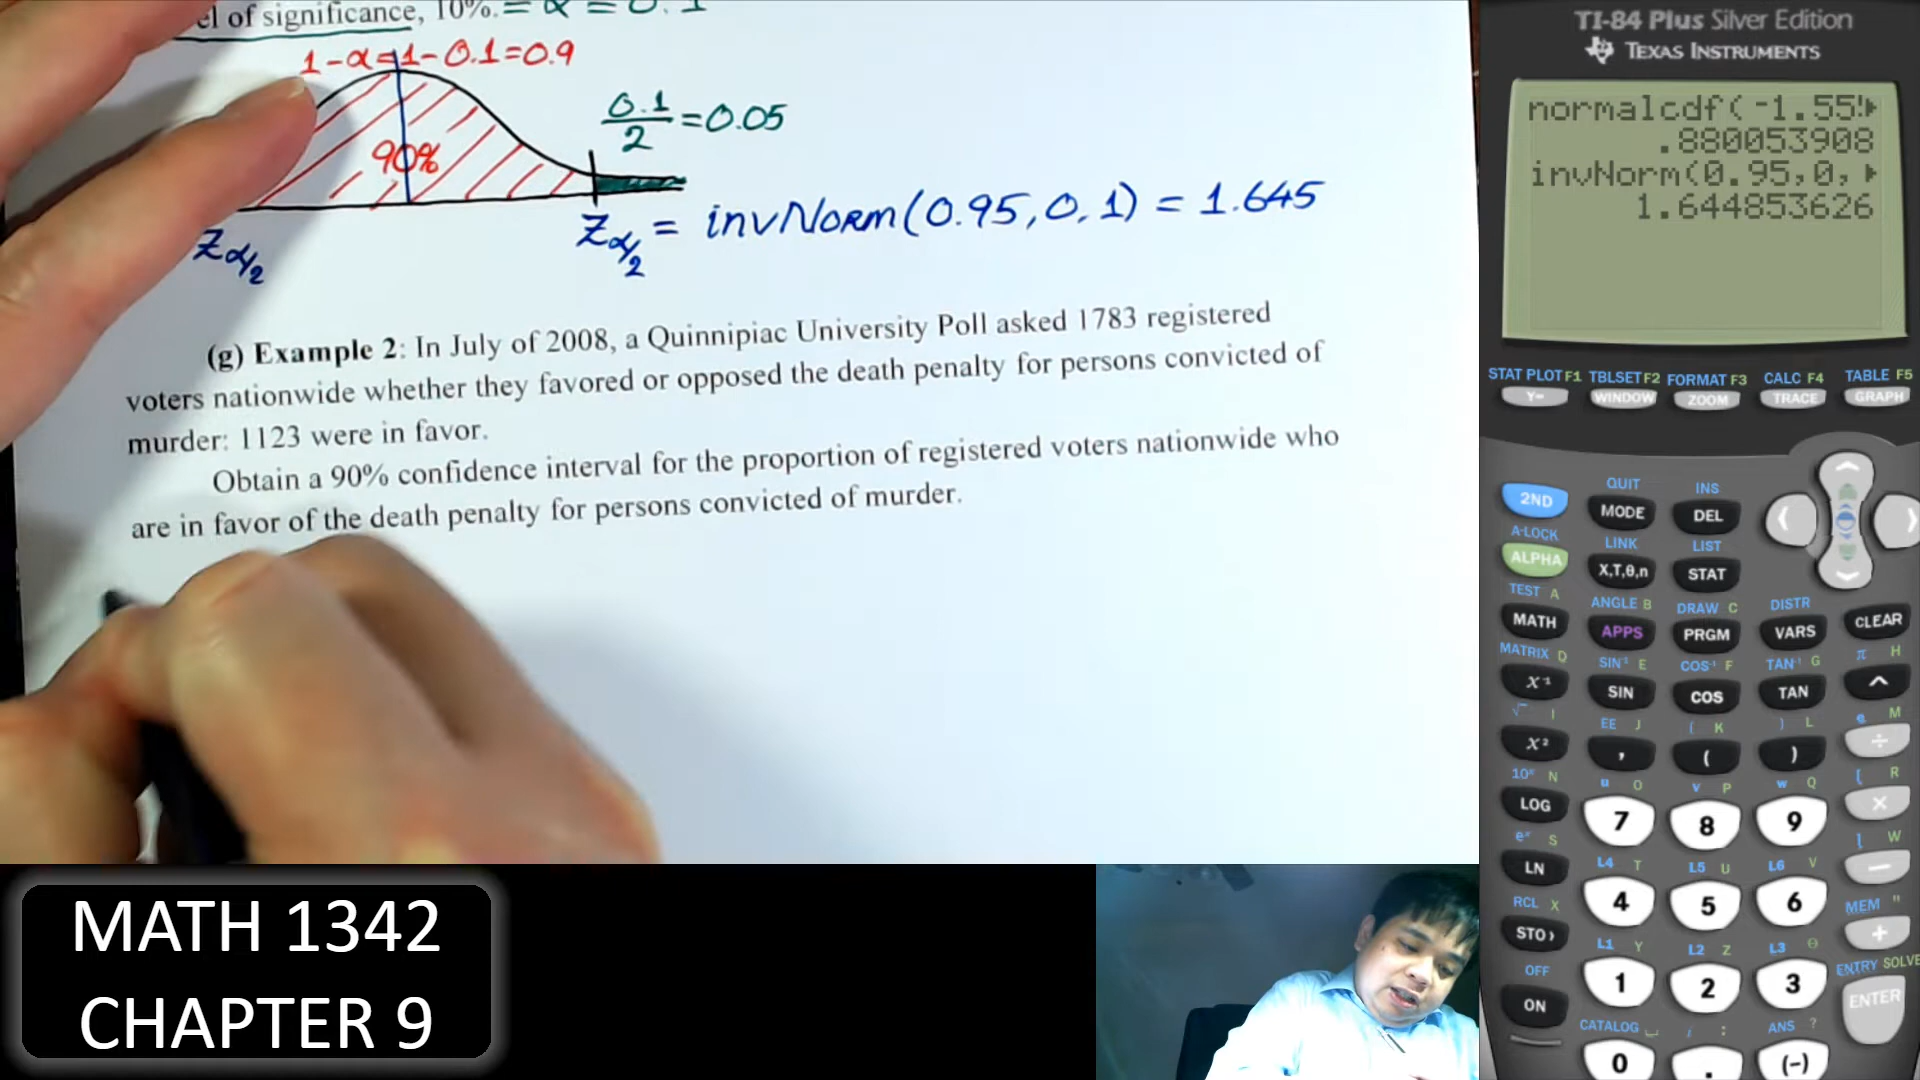 el of significance, 10%. = α = 0.1
1-α=1-0.1=0.9
90%
0.1/2 = 0.05
Zα/2
Zα/2 = invNorm(0.95,0,1) = 1.645
(g) Example 2: In July of 2008, a Quinnipiac University Poll asked 1783 registered
voters nationwide whether they favored or opposed the death penalty for persons convicted of
murder: 1123 were in favor.
Obtain a 90% confidence interval for the proportion of registered voters nationwide who
are in favor of the death penalty for persons convicted of murder.
MATH 1342
CHAPTER 9
TI-84 Plus Silver Edition
TEXAS INSTRUMENTS
normalcdf(-1.55
.880053908
invNorm(0.95,0,
1.644853626
STAT PLOT F1 TBLSET F2 FORMAT F3 CALC F4 TABLE F5
Y= WINDOW ZOOM TRACE GRAPH
QUIT INS
2ND MODE DEL
A-LOCK LINK LIST
ALPHA X,T,θ,n STAT
TEST A ANGLE B DRAW C DISTR
MATH APPS PRGM VARS CLEAR
MATRIX D SIN⁻¹ E COS⁻¹ F TAN⁻¹ G π H
X⁻¹ SIN COS TAN ^
√ I EE J { K } L e M
X² , ( ) ÷
10ˣ N u O v P w Q [ R
LOG 7 8 9 ×
eˣ S L4 T L5 U L6 V ] W
LN 4 5 6 −
RCL X L1 Y L2 Z L3 θ MEM "
STO› 1 2 3 +
OFF CATALOG i : ANS ? ENTRY SOLVE
ON 0 . (-) ENTER